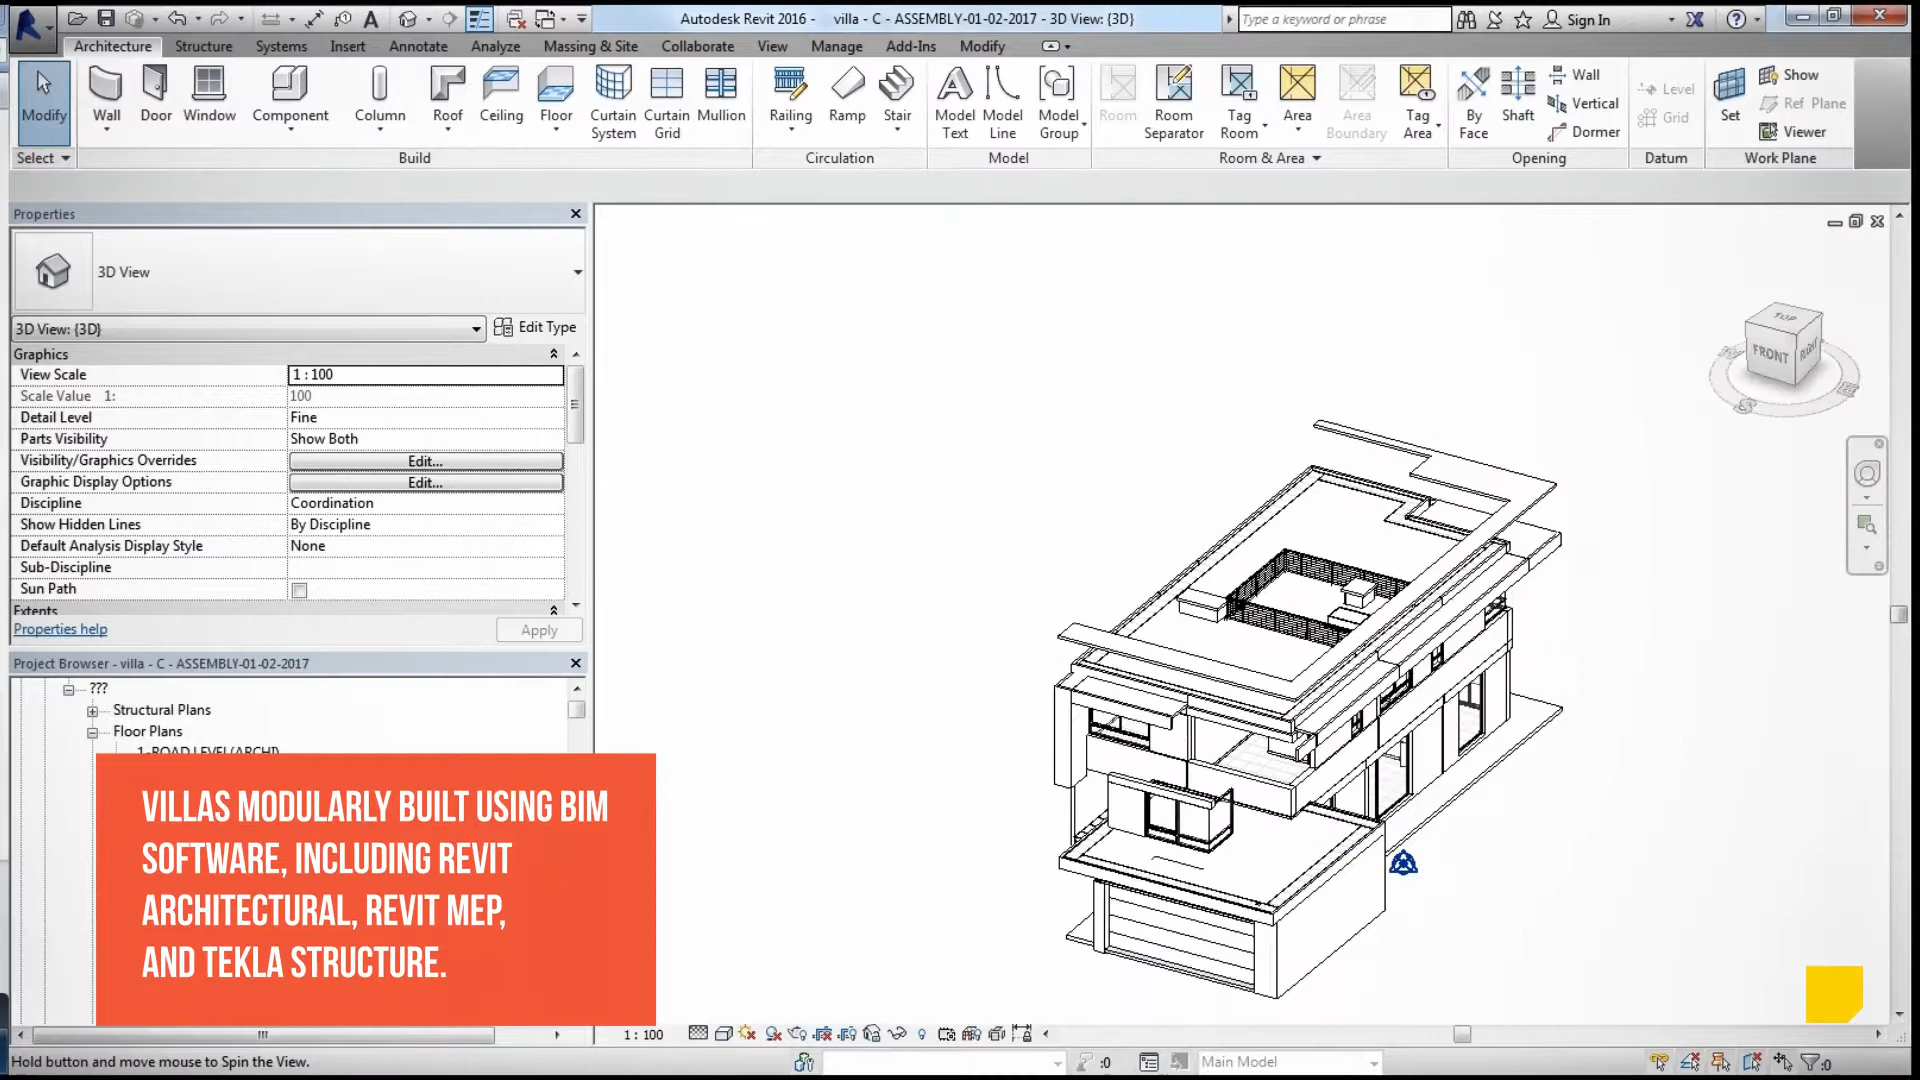 Autodesk Revit 2016 - villa - C - ASSEMBLY-01-02-2017 - 3D View: {3D}
Type a keyword or phrase
Sign In
Architecture Structure Systems Insert Annotate Analyze Massing & Site Collaborate View Manage Add-Ins Modify
Modify
Wall
Door
Window
Component
Column
Roof
Ceiling
Floor
Curtain System
Curtain Grid
Mullion
Railing
Ramp
Stair
Model Text
Model Line
Model Group
Room
Room Separator
Tag Room
Area
Area Boundary
Tag Area
By Face
Shaft
Wall
Vertical
Dormer
Level
Grid
Set
Show
Ref Plane
Viewer
Select
Build
Circulation
Model
Room & Area
Opening
Datum
Work Plane
Properties
3D View
3D View: {3D}
Edit Type
Graphics
View Scale 1 : 100
Scale Value 1: 100
Detail Level Fine
Parts Visibility Show Both
Visibility/Graphics Overrides Edit...
Graphic Display Options Edit...
Discipline Coordination
Show Hidden Lines By Discipline
Default Analysis Display Style None
Sub-Discipline
Sun Path
Extents
Properties help
Apply
Project Browser - villa - C - ASSEMBLY-01-02-2017
???
Structural Plans
Floor Plans
1-ROAD LEVEL(ARCHI)
TOP
FRONT
RIGHT
VILLAS MODULARLY BUILT USING BIM
SOFTWARE, INCLUDING REVIT
ARCHITECTURAL, REVIT MEP,
AND TEKLA STRUCTURE.
1 : 100
Hold button and move mouse to Spin the View.
:0
Main Model
:0